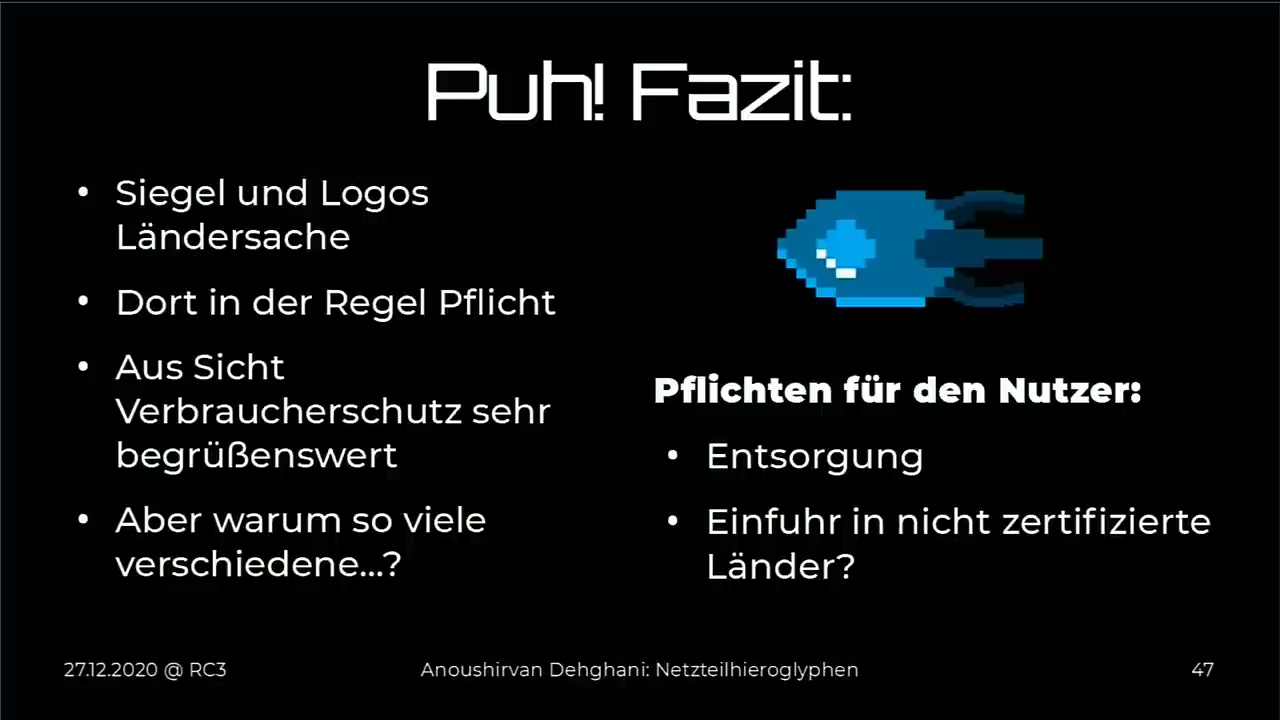 Puh! Fazit:
• Siegel und Logos
Ländersache
• Dort in der Regel Pflicht
• Aus Sicht
Verbraucherschutz sehr
begrüßenswert
• Aber warum so viele
verschiedene...?
Pflichten für den Nutzer:
• Entsorgung
• Einfuhr in nicht zertifizierte
Länder?
27.12.2020 @ RC3
Anoushirvan Dehghani: Netzteilhieroglyphen
47